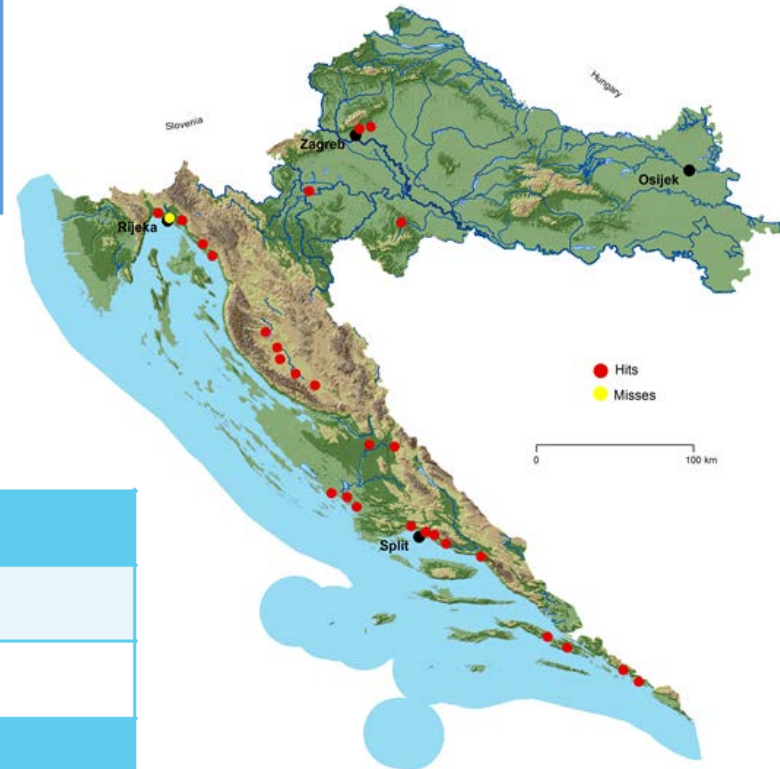 Hungary
Slovenia
Zagreb
Osijek
Rijeka
Hits
Misses
0 100 km
Split